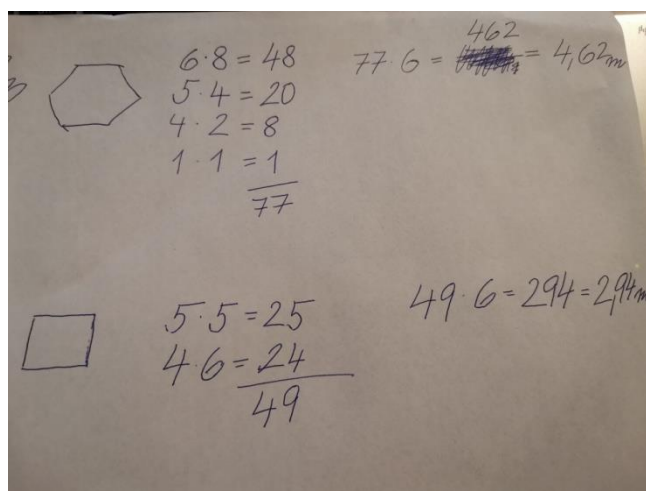 6·8 = 48
5·4 = 20
4·2 = 8
1·1 = 1
77
462
77·6 = = 4,62m
5·5 = 25
4·6 = 24
49
49·6 = 294 = 2,94m